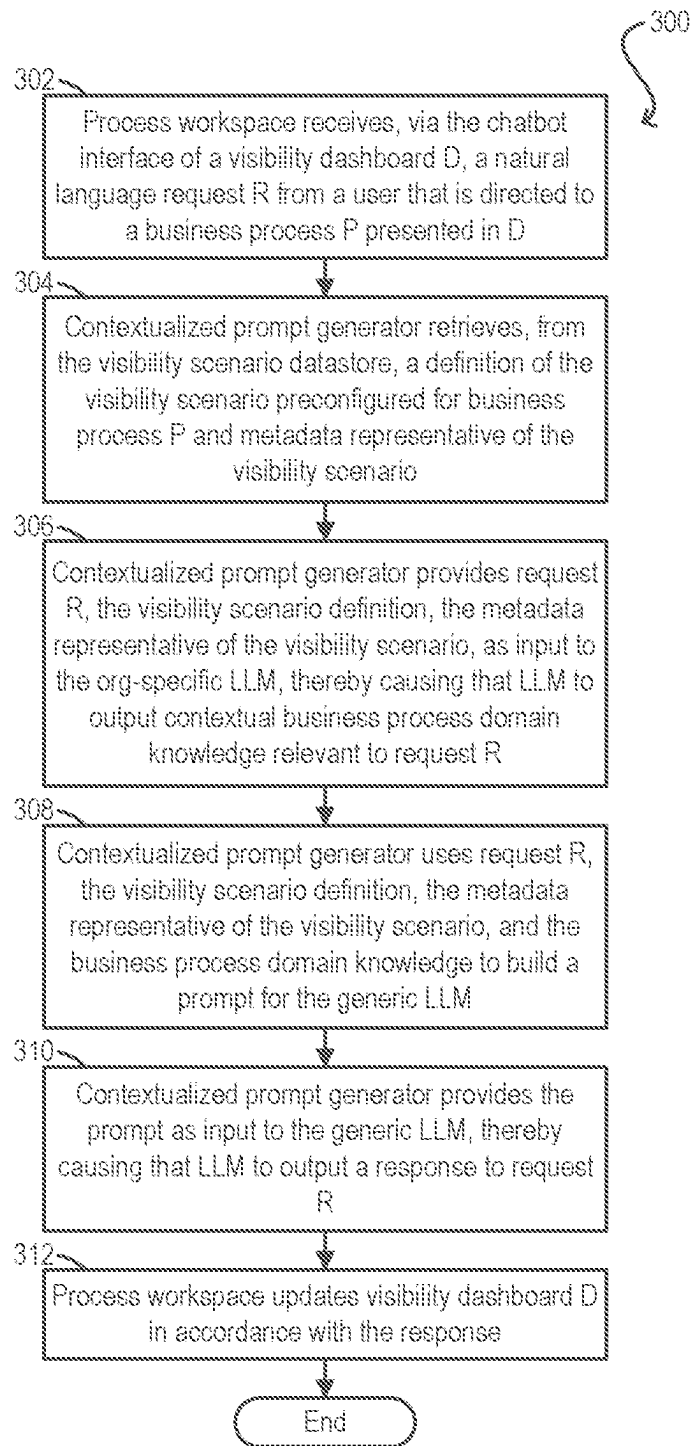 300
302
Process workspace receives, via the chatbot
interface of a visibility dashboard D, a natural
language request R from a user that is directed to
a business process P presented in D
304
Contextualized prompt generator retrieves, from
the visibility scenario datastore, a definition of the
visibility scenario preconfigured for business
process P and metadata representative of the
visibility scenario
306
Contextualized prompt generator provides request
R, the visibility scenario definition, the metadata
representative of the visibility scenario, as input to
the org-specific LLM, thereby causing that LLM to
output contextual business process domain
knowledge relevant to request R
308
Contextualized prompt generator uses request R,
the visibility scenario definition, the metadata
representative of the visibility scenario, and the
business process domain knowledge to build a
prompt for the generic LLM
310
Contextualized prompt generator provides the
prompt as input to the generic LLM, thereby
causing that LLM to output a response to request
R
312
Process workspace updates visibility dashboard D
in accordance with the response
End